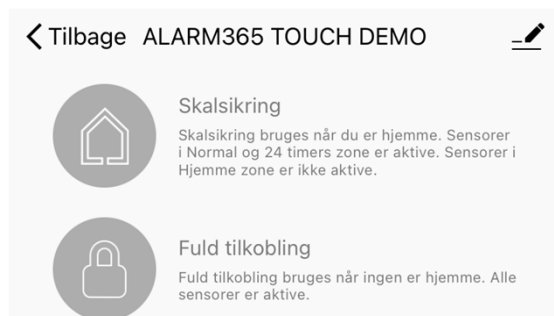 Tilbage ALARM365 TOUCH DEMO
Skalsikring
Skalsikring bruges når du er hjemme. Sensorer
i Normal og 24 timers zone er aktive. Sensorer i
Hjemme zone er ikke aktive.
Fuld tilkobling
Fuld tilkobling bruges når ingen er hjemme. Alle
sensorer er aktive.